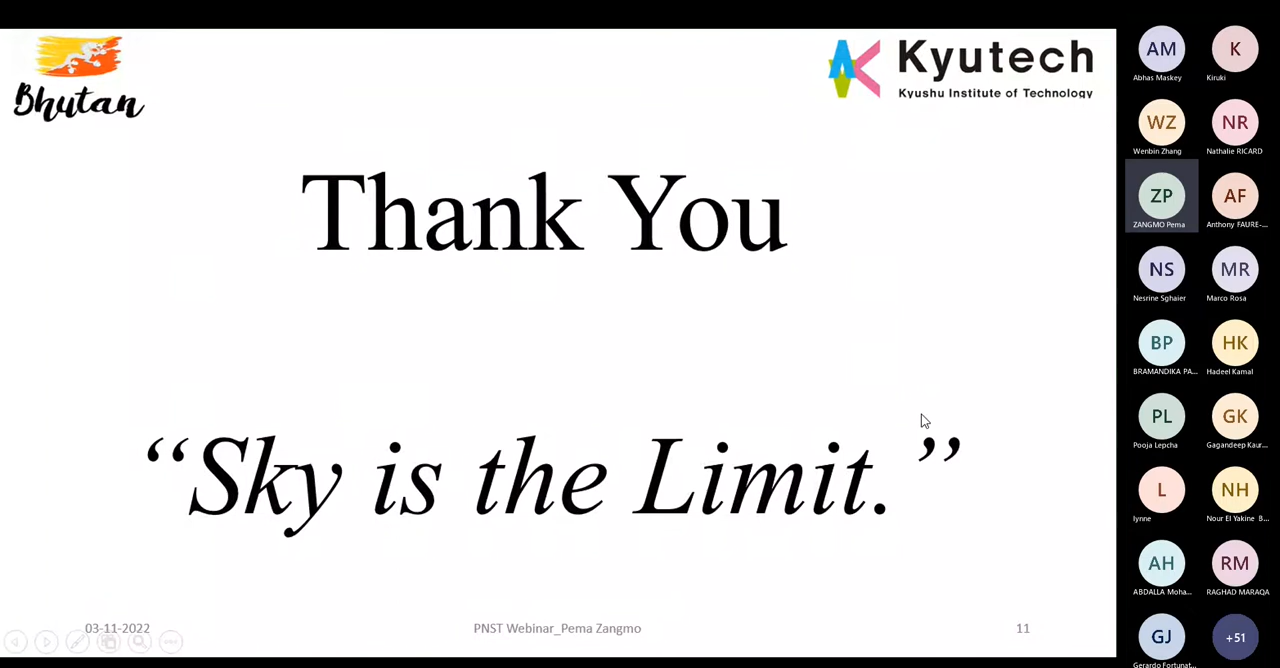 Bhutan
Kyutech
Kyushu Institute of Technology
Thank You
“Sky is the Limit.”
03-11-2022
PNST Webinar_Pema Zangmo
11
AM
Abhas Maskey
K
Kiruki
WZ
Wenbin Zhang
NR
Nathalie RICARD
ZP
ZANGMO Pema
AF
Anthony FAURE-...
NS
Nesrine Sghaier
MR
Marco Rosa
BP
BRAMANDIKA PA...
HK
Hadeel Kamal
PL
Pooja Lepcha
GK
Gagandeep Kaur...
L
lynne
NH
Nour El Yakine B...
AH
ABDALLA Moha...
RM
RAGHAD MARAQA
GJ
Gerardo Fortunat...
+51